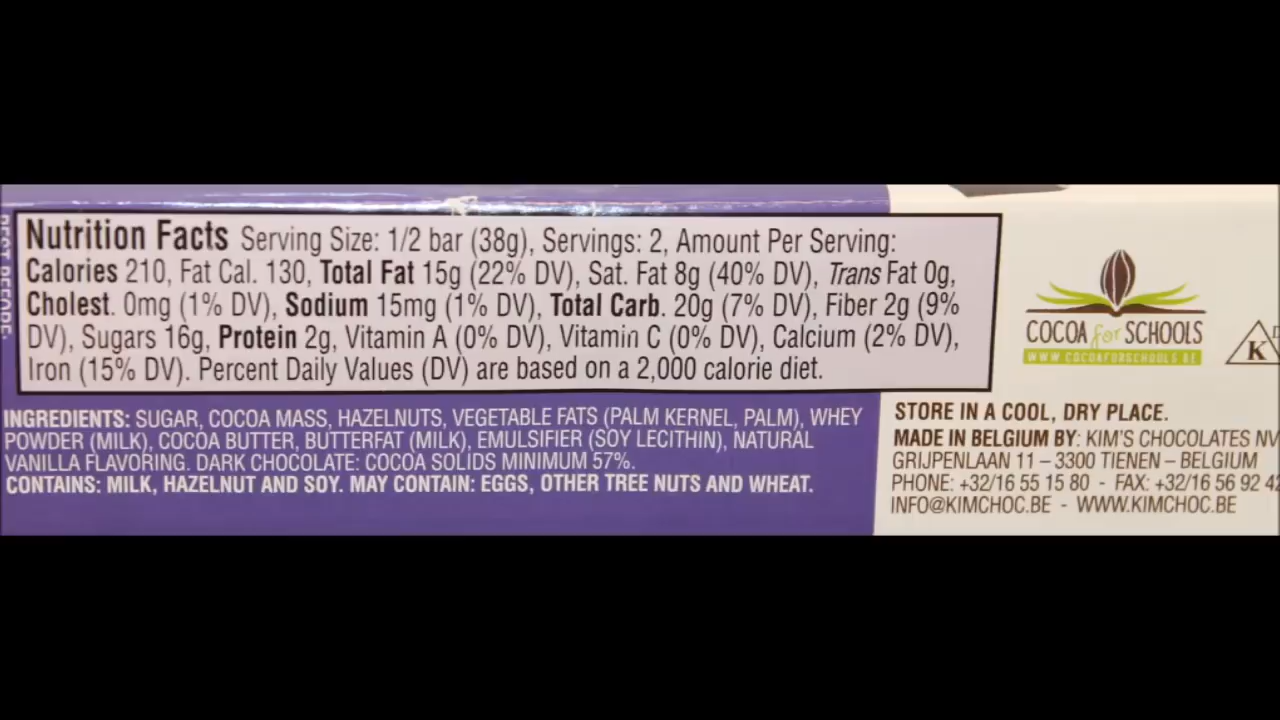 BEST BEFORE:
Nutrition Facts Serving Size: 1/2 bar (38g), Servings: 2, Amount Per Serving:
Calories 210, Fat Cal. 130, Total Fat 15g (22% DV), Sat. Fat 8g (40% DV), Trans Fat 0g,
Cholest. 0mg (1% DV), Sodium 15mg (1% DV), Total Carb. 20g (7% DV), Fiber 2g (9%
DV), Sugars 16g, Protein 2g, Vitamin A (0% DV), Vitamin C (0% DV), Calcium (2% DV),
Iron (15% DV). Percent Daily Values (DV) are based on a 2,000 calorie diet.
INGREDIENTS: SUGAR, COCOA MASS, HAZELNUTS, VEGETABLE FATS (PALM KERNEL, PALM), WHEY
POWDER (MILK), COCOA BUTTER, BUTTERFAT (MILK), EMULSIFIER (SOY LECITHIN), NATURAL
VANILLA FLAVORING. DARK CHOCOLATE: COCOA SOLIDS MINIMUM 57%.
CONTAINS: MILK, HAZELNUT AND SOY. MAY CONTAIN: EGGS, OTHER TREE NUTS AND WHEAT.
COCOA for SCHOOLS
WWW.COCOAFORSCHOOLS.BE
K
STORE IN A COOL, DRY PLACE.
MADE IN BELGIUM BY: KIM'S CHOCOLATES NV
GRIJPENLAAN 11 – 3300 TIENEN – BELGIUM
PHONE: +32/16 55 15 80 - FAX: +32/16 56 92 42
INFO@KIMCHOC.BE - WWW.KIMCHOC.BE